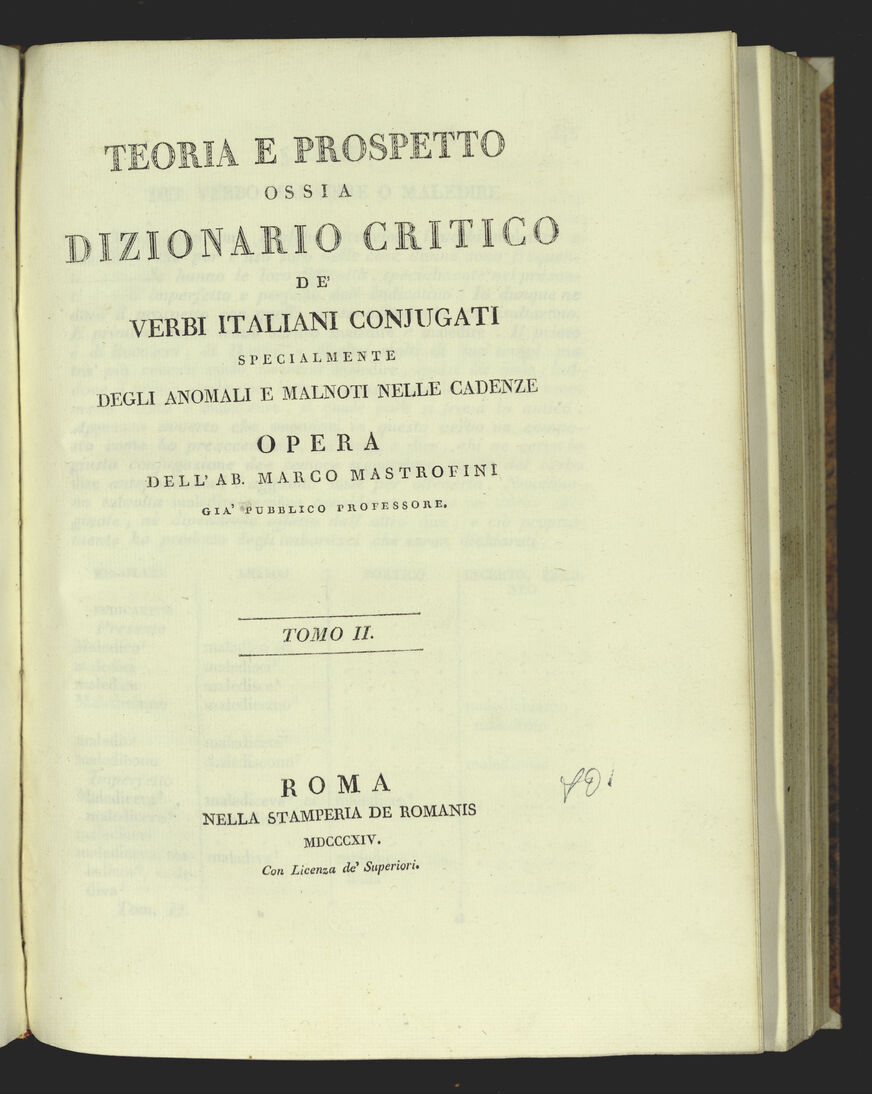 TEORIA E PROSPETTO
OSSIA
DIZIONARIO CRITICO
DE'
VERBI ITALIANI CONJUGATI
SPECIALMENTE
DEGLI ANOMALI E MALNOTI NELLE CADENZE
OPERA
DELL' AB. MARCO MASTROFINI
GIA' PUBBLICO PROFESSORE.
TOMO II.
ROMA
NELLA STAMPERIA DE ROMANIS
MDCCCXIV.
Con Licenza de' Superiori.